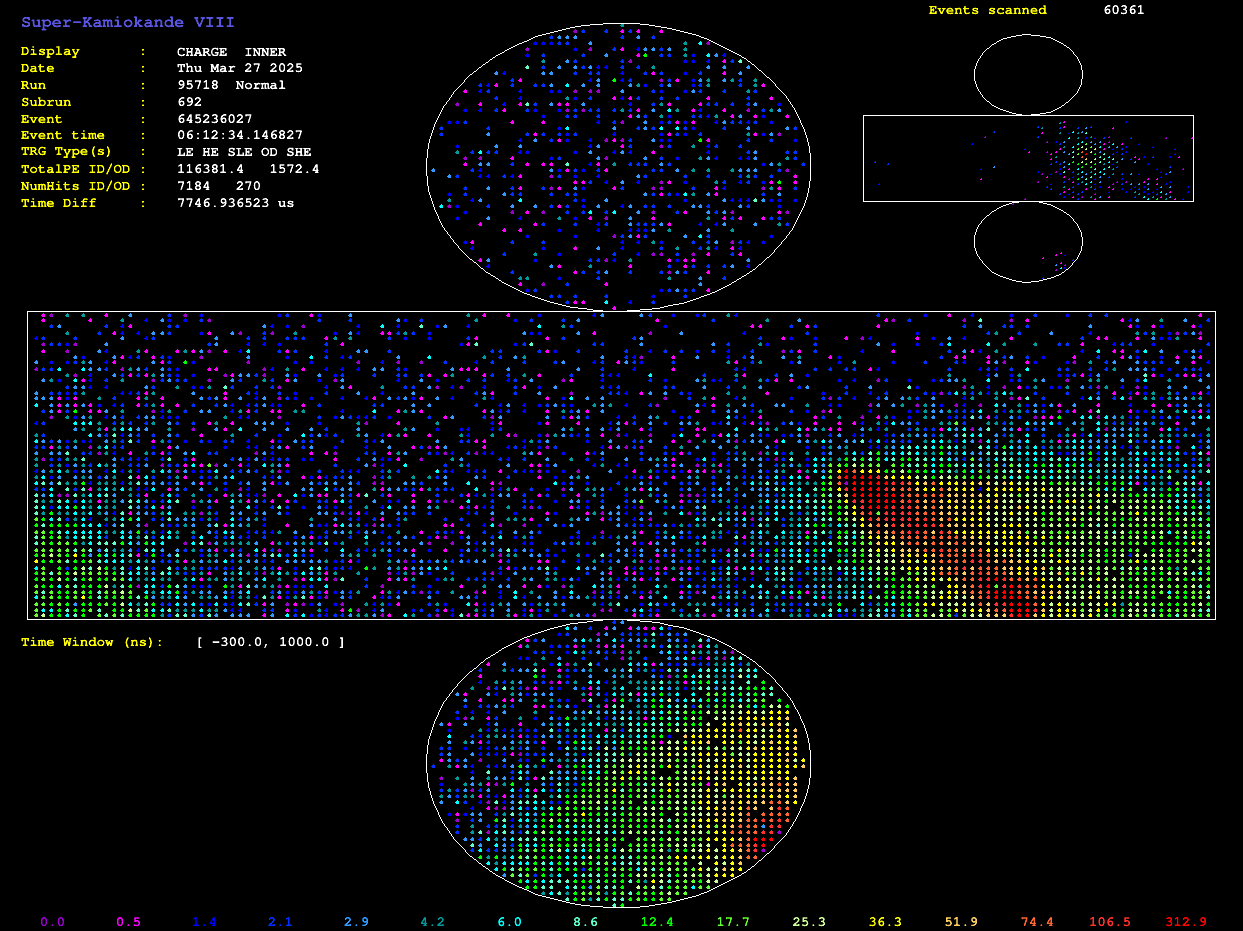 Super-Kamiokande VIII
Events scanned 60361
Display : CHARGE INNER
Date : Thu Mar 27 2025
Run : 95718 Normal
Subrun : 692
Event : 645236027
Event time : 06:12:34.146827
TRG Type(s) : LE HE SLE OD SHE
TotalPE ID/OD : 116381.4 1572.4
NumHits ID/OD : 7184 270
Time Diff : 7746.936523 us
Time Window (ns): [ -300.0, 1000.0 ]
0.0 0.5 1.4 2.1 2.9 4.2 6.0 8.6 12.4 17.7 25.3 36.3 51.9 74.4 106.5 312.9